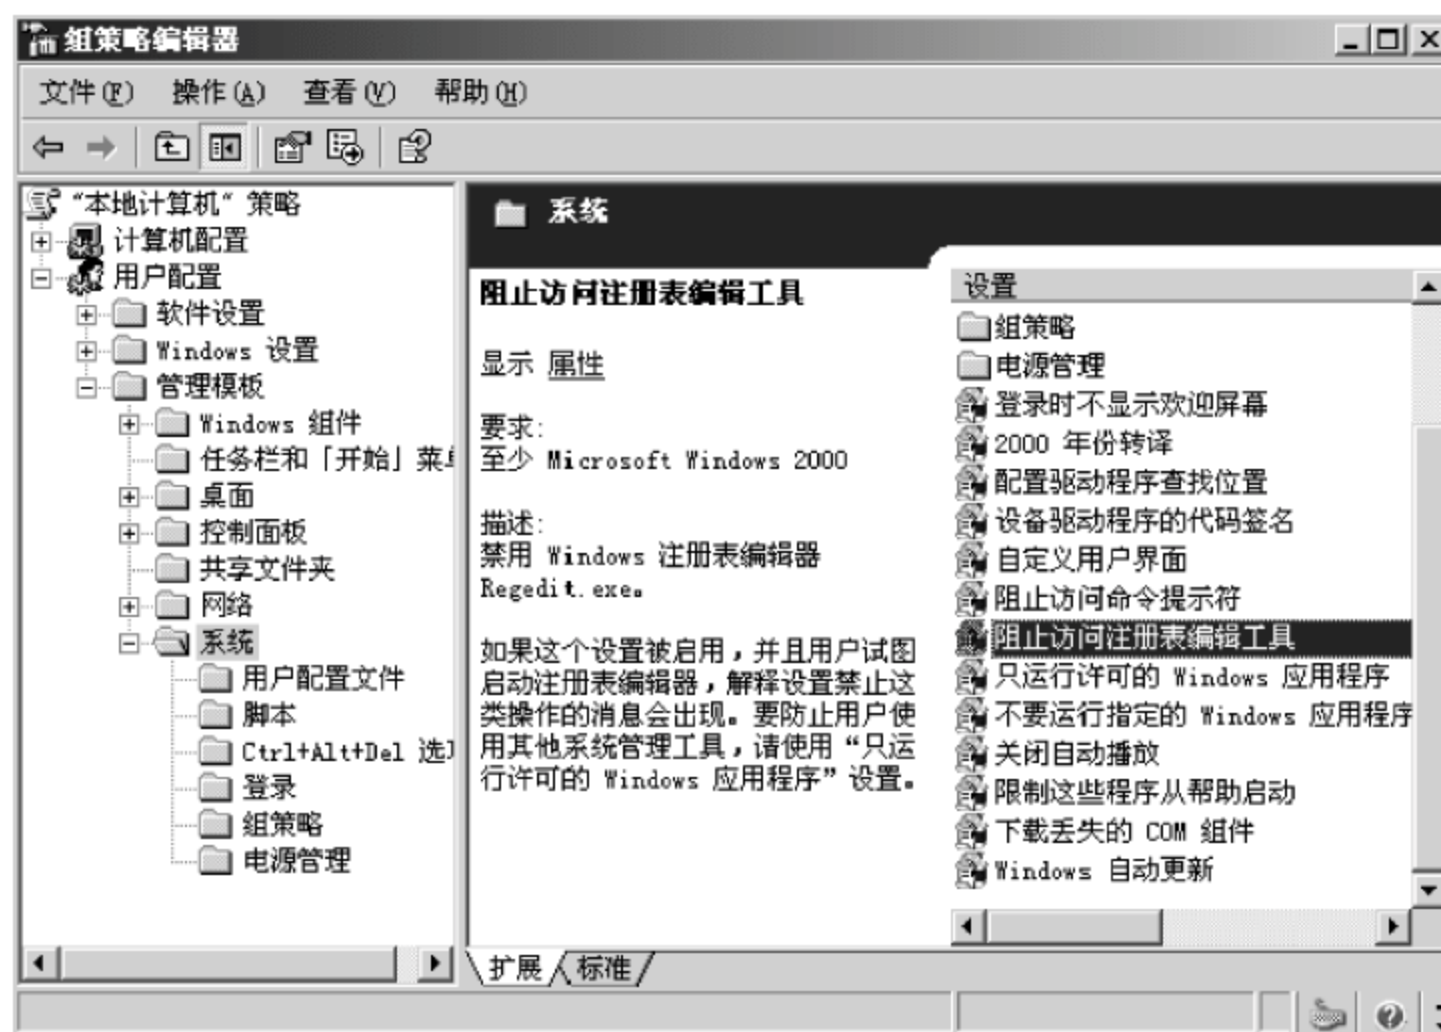 组策略编辑器
文件(F) 操作(A) 查看(V) 帮助(H)
“本地计算机“ 策略
计算机配置
用户配置
软件设置
Windows 设置
管理模板
Windows 组件
任务栏和「开始」菜
桌面
控制面板
共享文件夹
网络
系统
用户配置文件
脚本
Ctrl+Alt+Del 选
登录
组策略
电源管理
系统
阻止访问注册表编辑工具
显示 属性
要求:
至少 Microsoft Windows 2000
描述:
禁用 Windows 注册表编辑器
Regedit.exe。
如果这个设置被启用，并且用户试图
启动注册表编辑器，解释设置禁止这
类操作的消息会出现。要防止用户使
用其他系统管理工具，请使用“只运
行许可的 Windows 应用程序”设置。
设置
组策略
电源管理
登录时不显示欢迎屏幕
2000 年份转译
配置驱动程序查找位置
设备驱动程序的代码签名
自定义用户界面
阻止访问命令提示符
阻止访问注册表编辑工具
只运行许可的 Windows 应用程序
不要运行指定的 Windows 应用程序
关闭自动播放
限制这些程序从帮助启动
下载丢失的 COM 组件
Windows 自动更新
扩展 标准